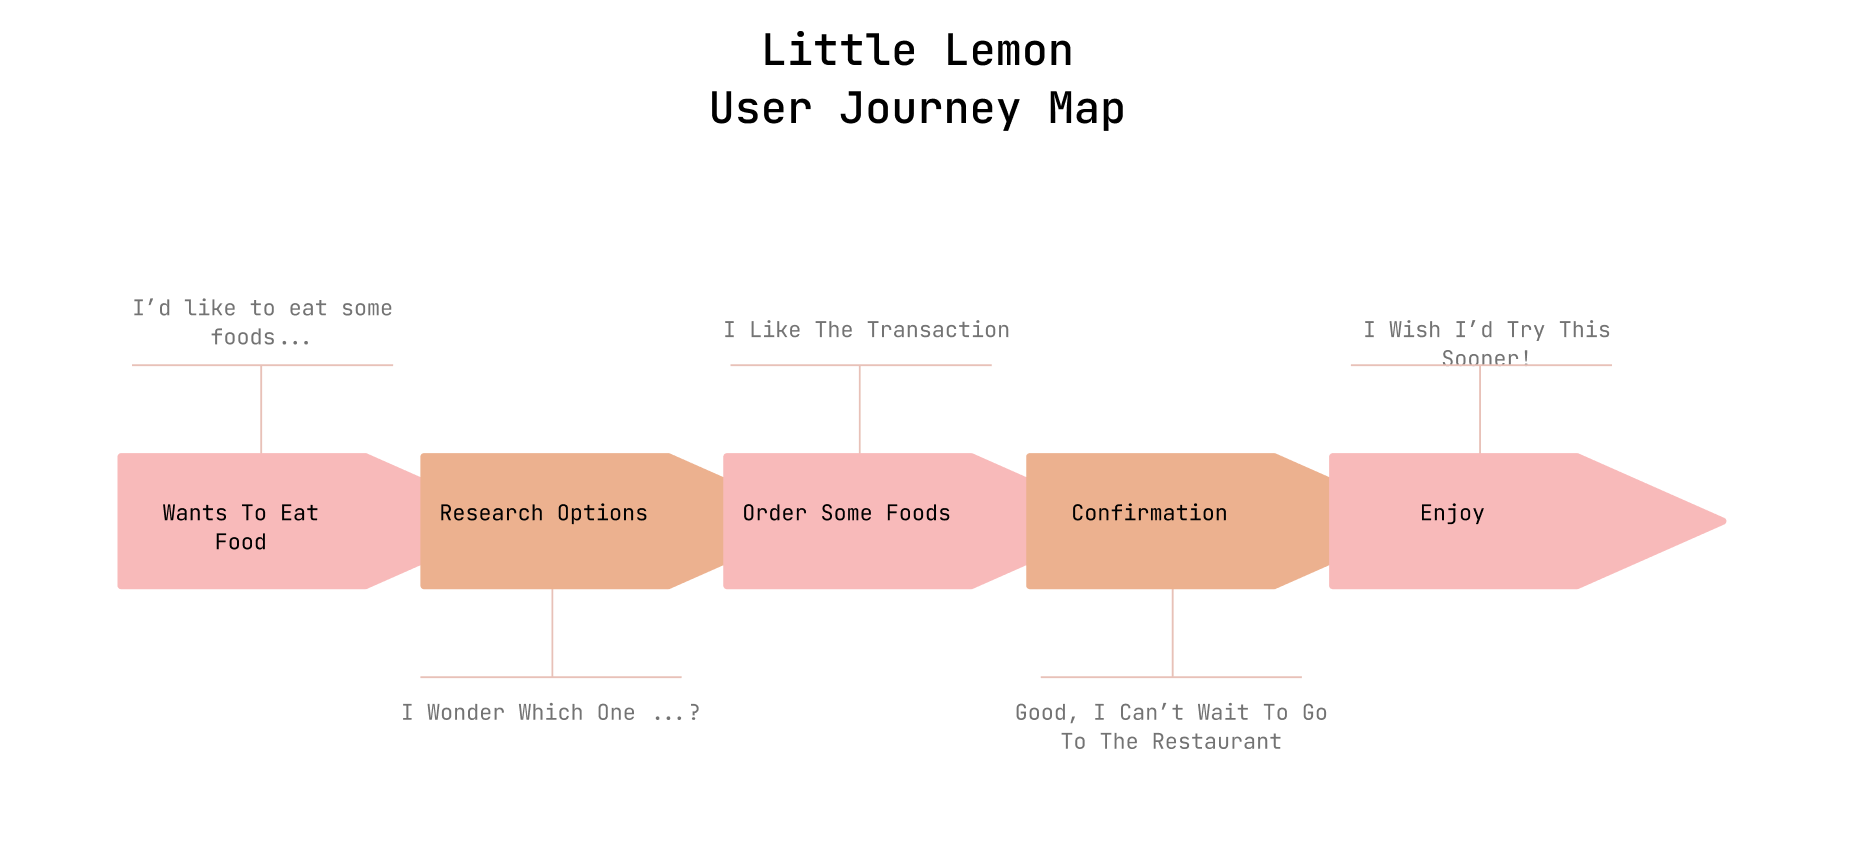 Little Lemon
User Journey Map
I’d like to eat some
foods...
I Like The Transaction
I Wish I’d Try This
Sooner!
Wants To Eat
Food
Research Options
Order Some Foods
Confirmation
Enjoy
I Wonder Which One ...?
Good, I Can’t Wait To Go
To The Restaurant